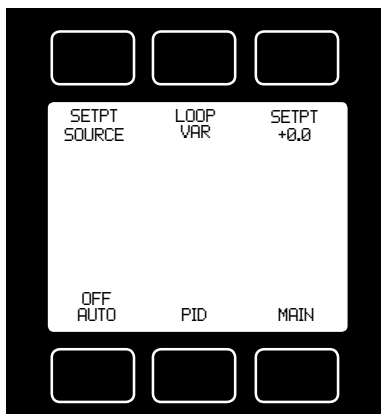 SETPT LOOP SETPT
SOURCE VAR +0.0
OFF
AUTO PID MAIN